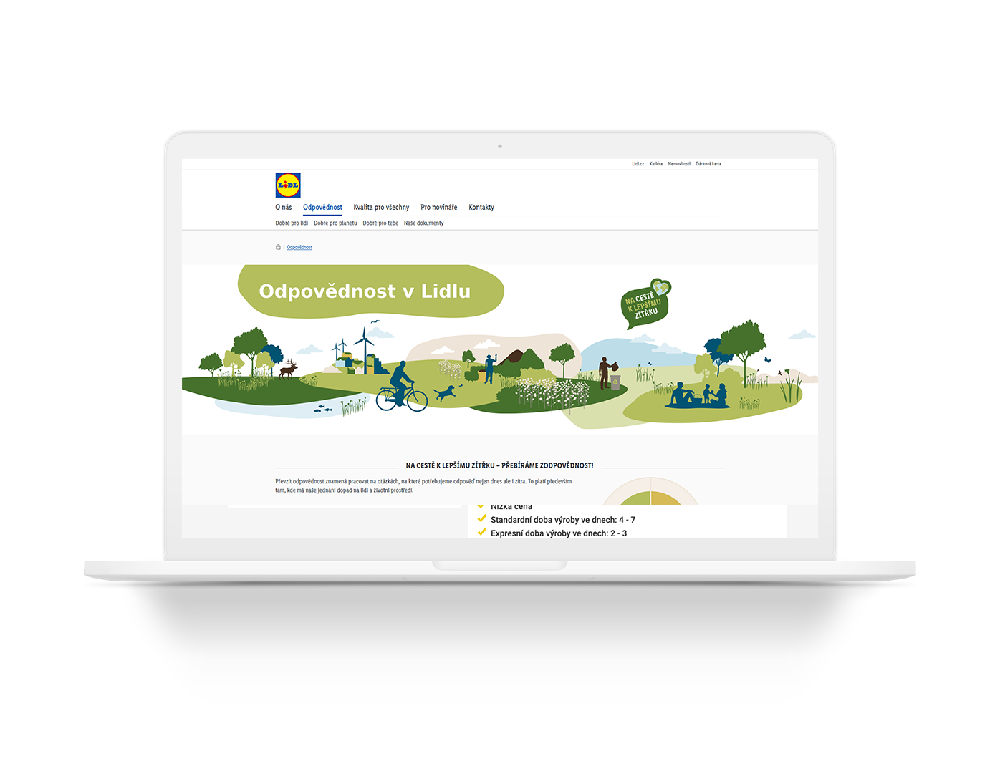 Lidl.cz Kariéra Nemovitosti Dárková karta
LIDL
O nás Odpovědnost Kvalita pro všechny Pro novináře Kontakty
Dobré pro lidi Dobré pro planetu Dobré pro tebe Naše dokumenty
| Odpovědnost
Odpovědnost v Lidlu
NA CESTĚ
K LEPŠÍMU
ZÍTŘKU
NA CESTĚ K LEPŠÍMU ZÍTŘKU – PŘEBÍRÁME ZODPOVĚDNOST!
Převzít odpovědnost znamená pracovat na otázkách, na které potřebujeme odpověď nejen dnes ale i zítra. To platí především
tam, kde má naše jednání dopad na lidi a životní prostředí.
Nízká cena
Standardní doba výroby ve dnech: 4 - 7
Expresní doba výroby ve dnech: 2 - 3